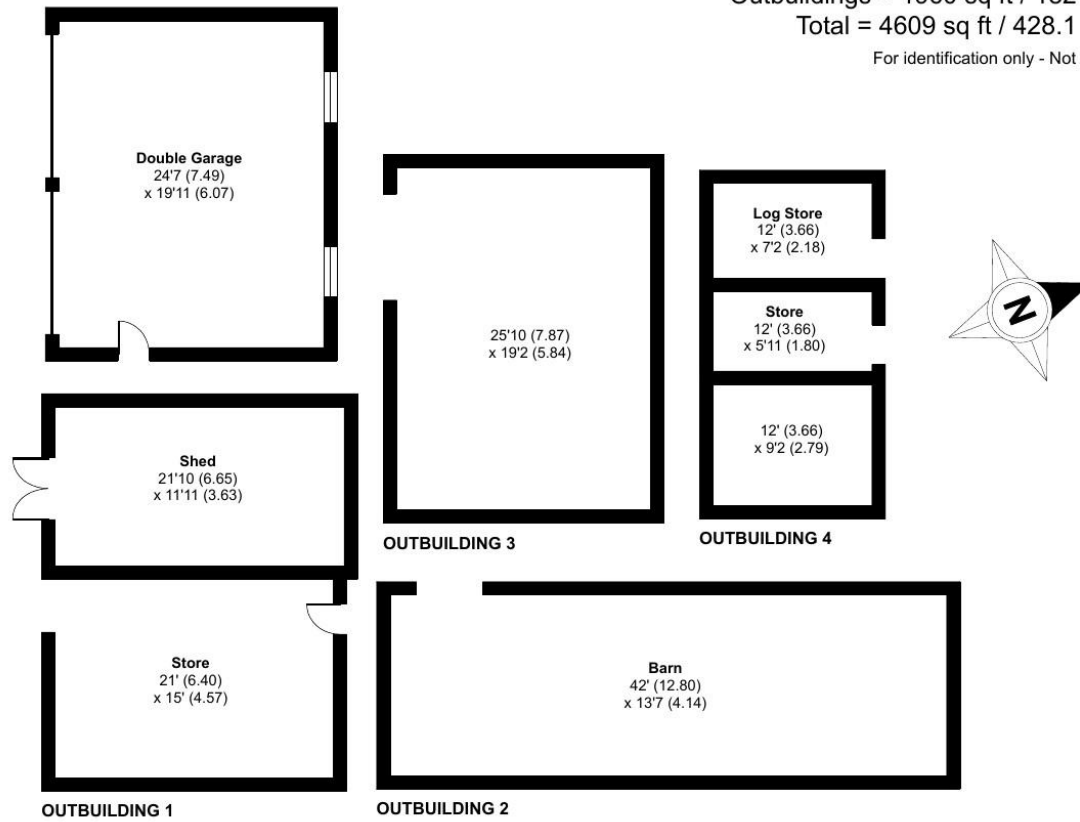 Total = 4609 sq ft / 428.1
For identification only - Not
Double Garage
24'7 (7.49)
x 19'11 (6.07)
Shed
21'10 (6.65)
x 11'11 (3.63)
Store
21' (6.40)
x 15' (4.57)
OUTBUILDING 1
25'10 (7.87)
x 19'2 (5.84)
OUTBUILDING 3
Log Store
12' (3.66)
x 7'2 (2.18)
Store
12' (3.66)
x 5'11 (1.80)
12' (3.66)
x 9'2 (2.79)
OUTBUILDING 4
N
Barn
42' (12.80)
x 13'7 (4.14)
OUTBUILDING 2